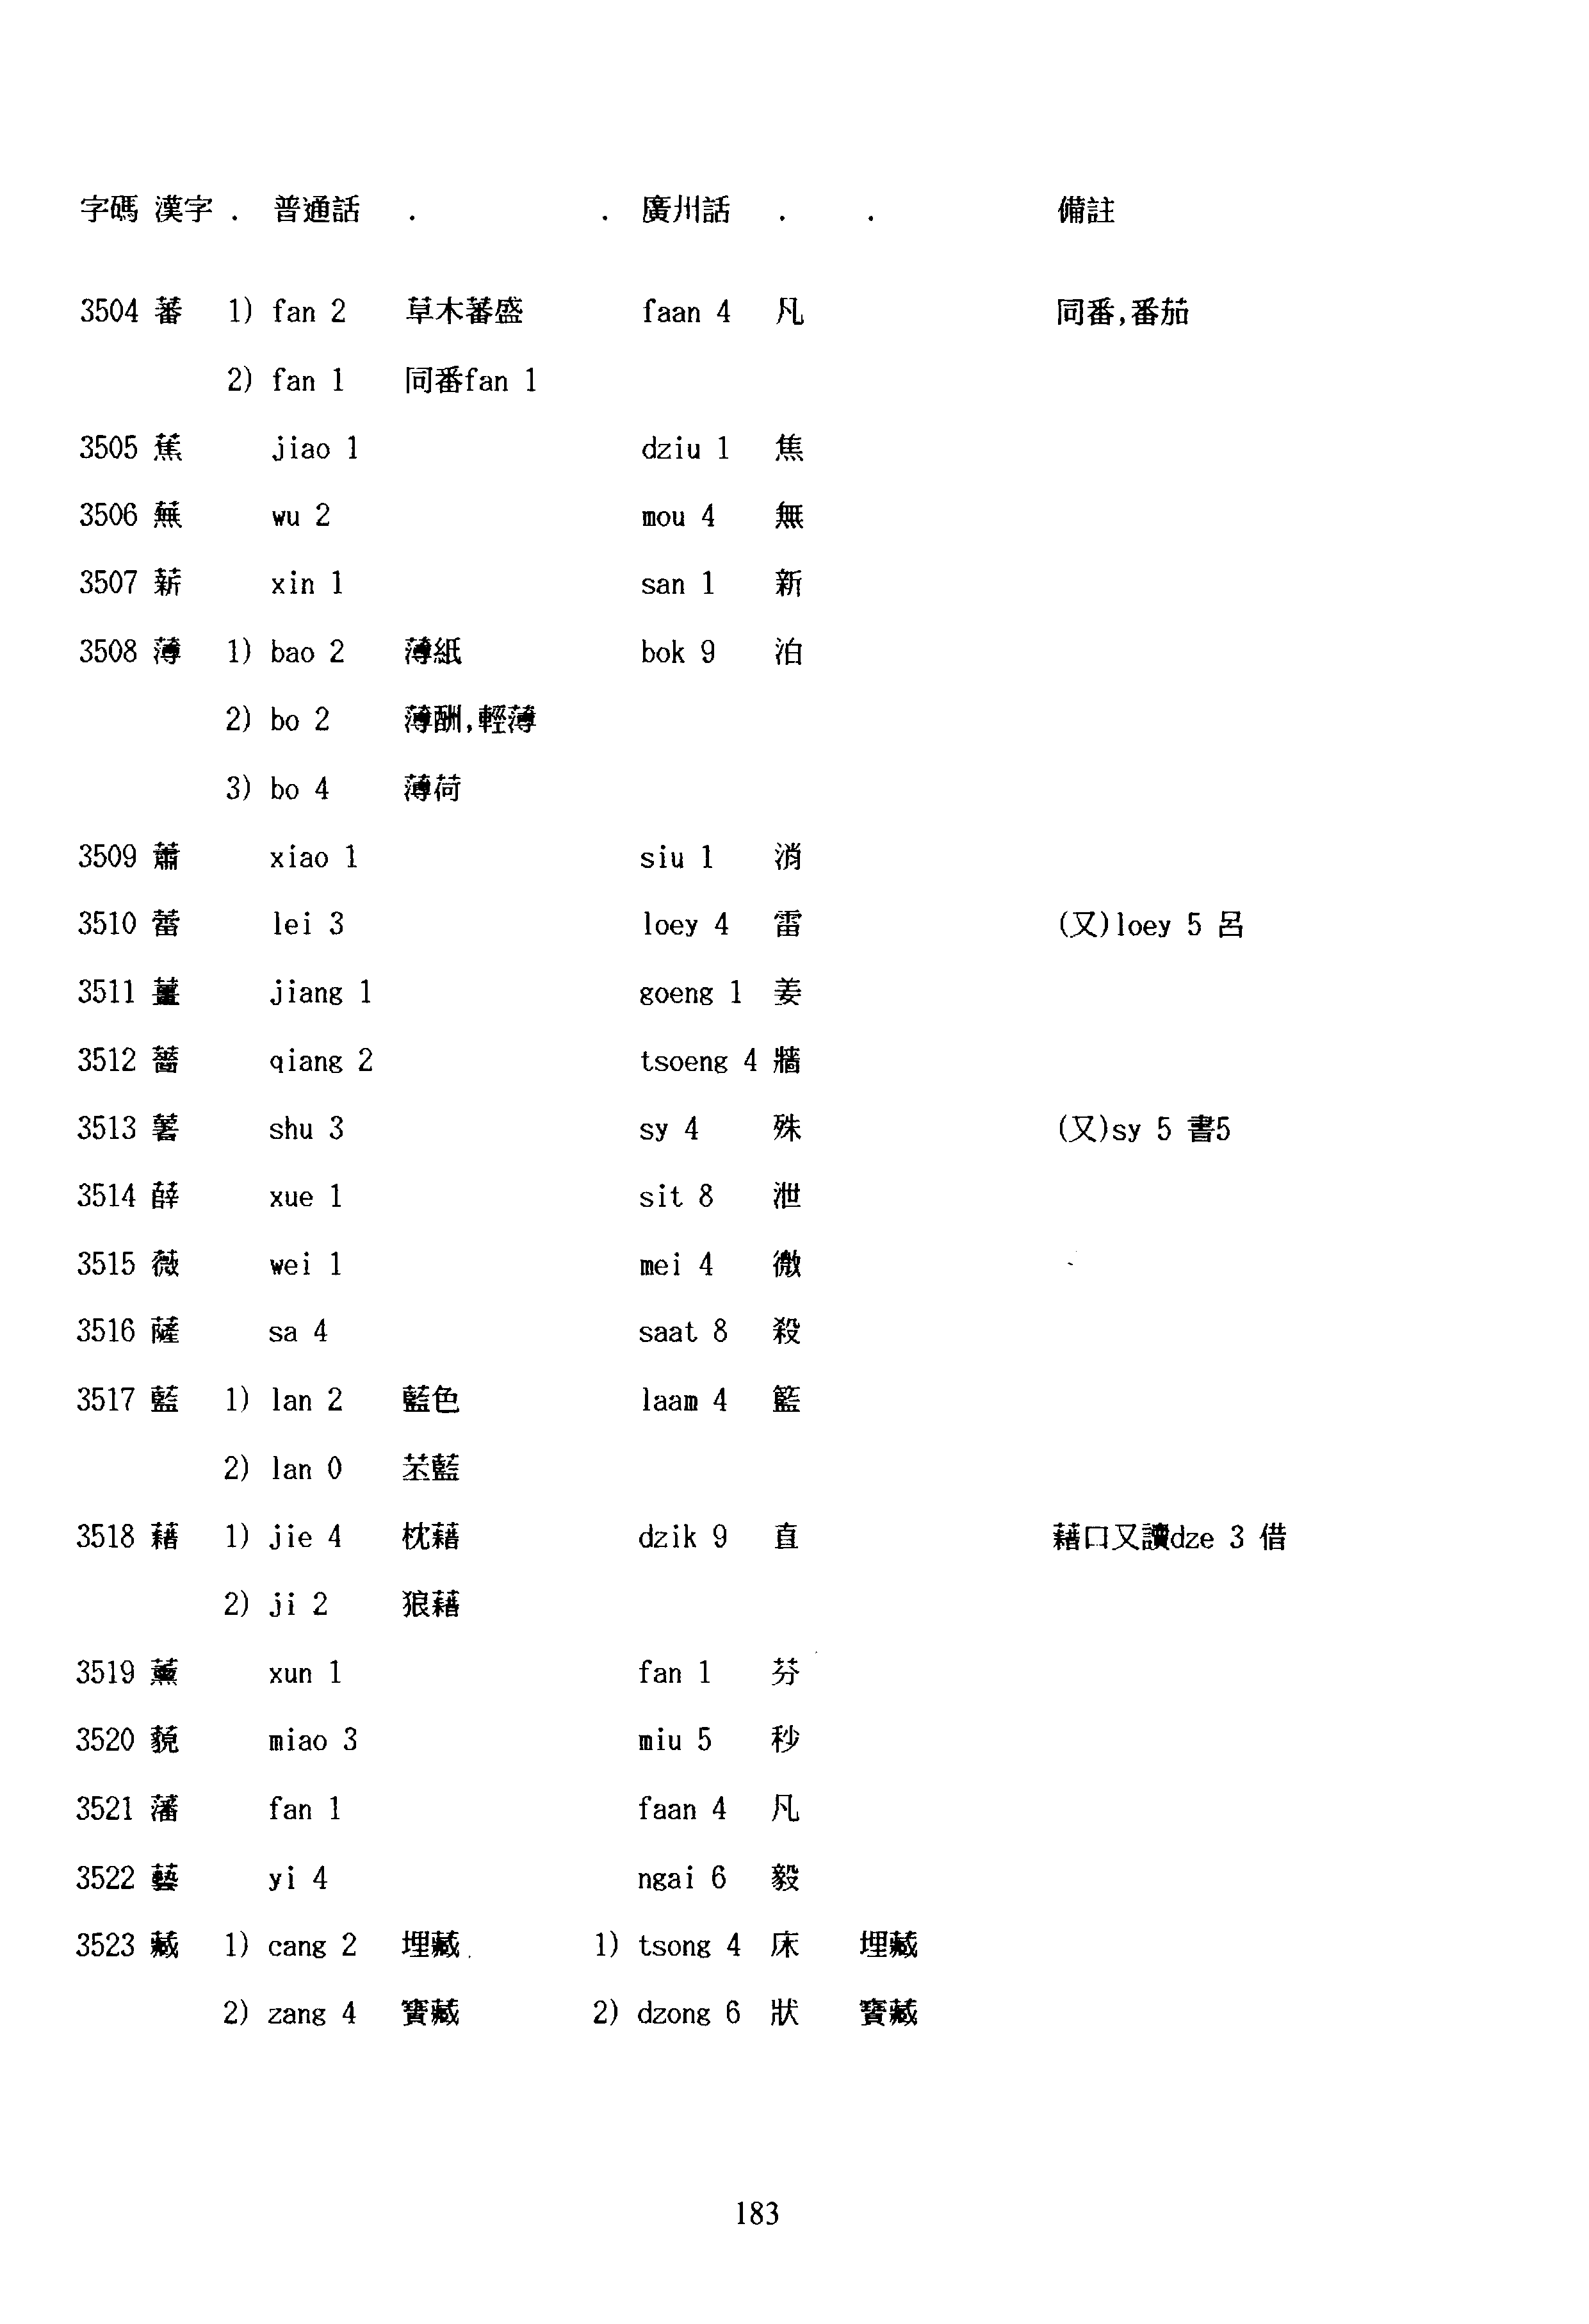 字碼 漢字 . 普通話 . . 廣州話 . . 備註
3504 蕃 1) fan 2 草木蕃盛 faan 4 凡 同番,番茄
2) fan 1 同番fan 1
3505 蕉 jiao 1 dziu 1 焦
3506 蕪 wu 2 mou 4 無
3507 薪 xin 1 san 1 新
3508 薄 1) bao 2 薄紙 bok 9 泊
2) bo 2 薄酬,輕薄
3) bo 4 薄荷
3509 蕭 xiao 1 siu 1 消
3510 蕾 lei 3 loey 4 雷 (又)loey 5 呂
3511 薑 jiang 1 goeng 1 姜
3512 薔 qiang 2 tsoeng 4 牆
3513 薯 shu 3 sy 4 殊 (又)sy 5 書5
3514 薛 xue 1 sit 8 泄
3515 薇 wei 1 mei 4 微
3516 薩 sa 4 saat 8 殺
3517 藍 1) lan 2 藍色 laam 4 籃
2) lan 0 苤藍
3518 藉 1) jie 4 枕藉 dzik 9 直 藉口又讀dze 3 借
2) ji 2 狼藉
3519 薰 xun 1 fan 1 芬
3520 藐 miao 3 miu 5 秒
3521 藩 fan 1 faan 4 凡
3522 藝 yi 4 ngai 6 毅
3523 藏 1) cang 2 埋藏 1) tsong 4 床 埋藏
2) zang 4 寶藏 2) dzong 6 狀 寶藏
183